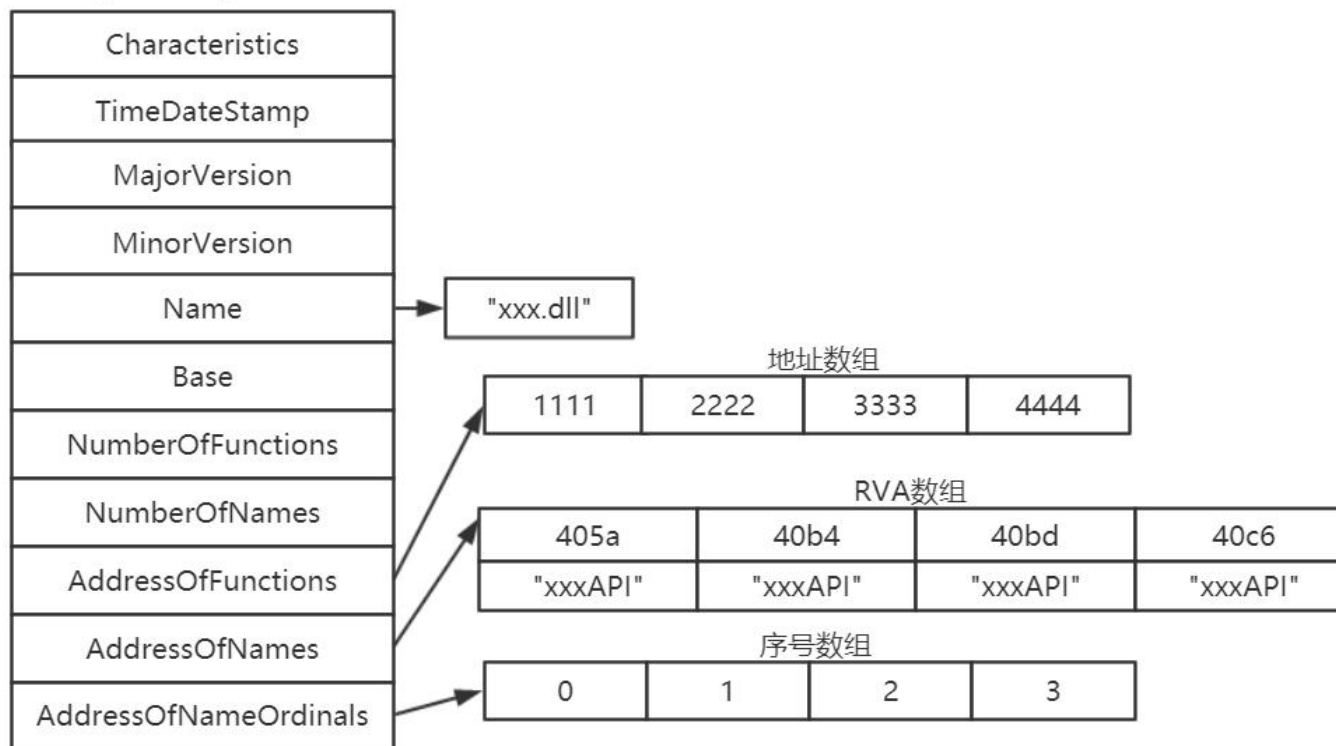 Characteristics
TimeDateStamp
MajorVersion
MinorVersion
Name
"xxx.dll"
Base
地址数组
1111 2222 3333 4444
NumberOfFunctions
NumberOfNames
RVA数组
405a 40b4 40bd 40c6
AddressOfFunctions
"xxxAPI" "xxxAPI" "xxxAPI" "xxxAPI"
AddressOfNames
序号数组
0 1 2 3
AddressOfNameOrdinals